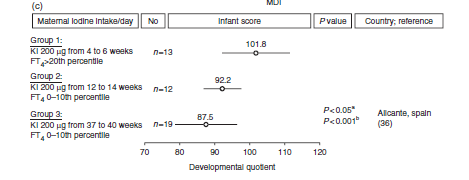 (c)
MDI
Maternal iodine intake/day No Infant score P value Country; reference
Group 1:
KI 200 µg from 4 to 6 weeks
FT4>20th percentile
n=13
101.8
Group 2:
KI 200 µg from 12 to 14 weeks
FT4 0–10th percentile
n=12
92.2
Group 3:
KI 200 µg from 37 to 40 weeks
FT4 0–10th percentile
n=19
87.5
P<0.05a
P<0.001b
Alicante, spain
(36)
70 80 90 100 110 120
Developmental quotient